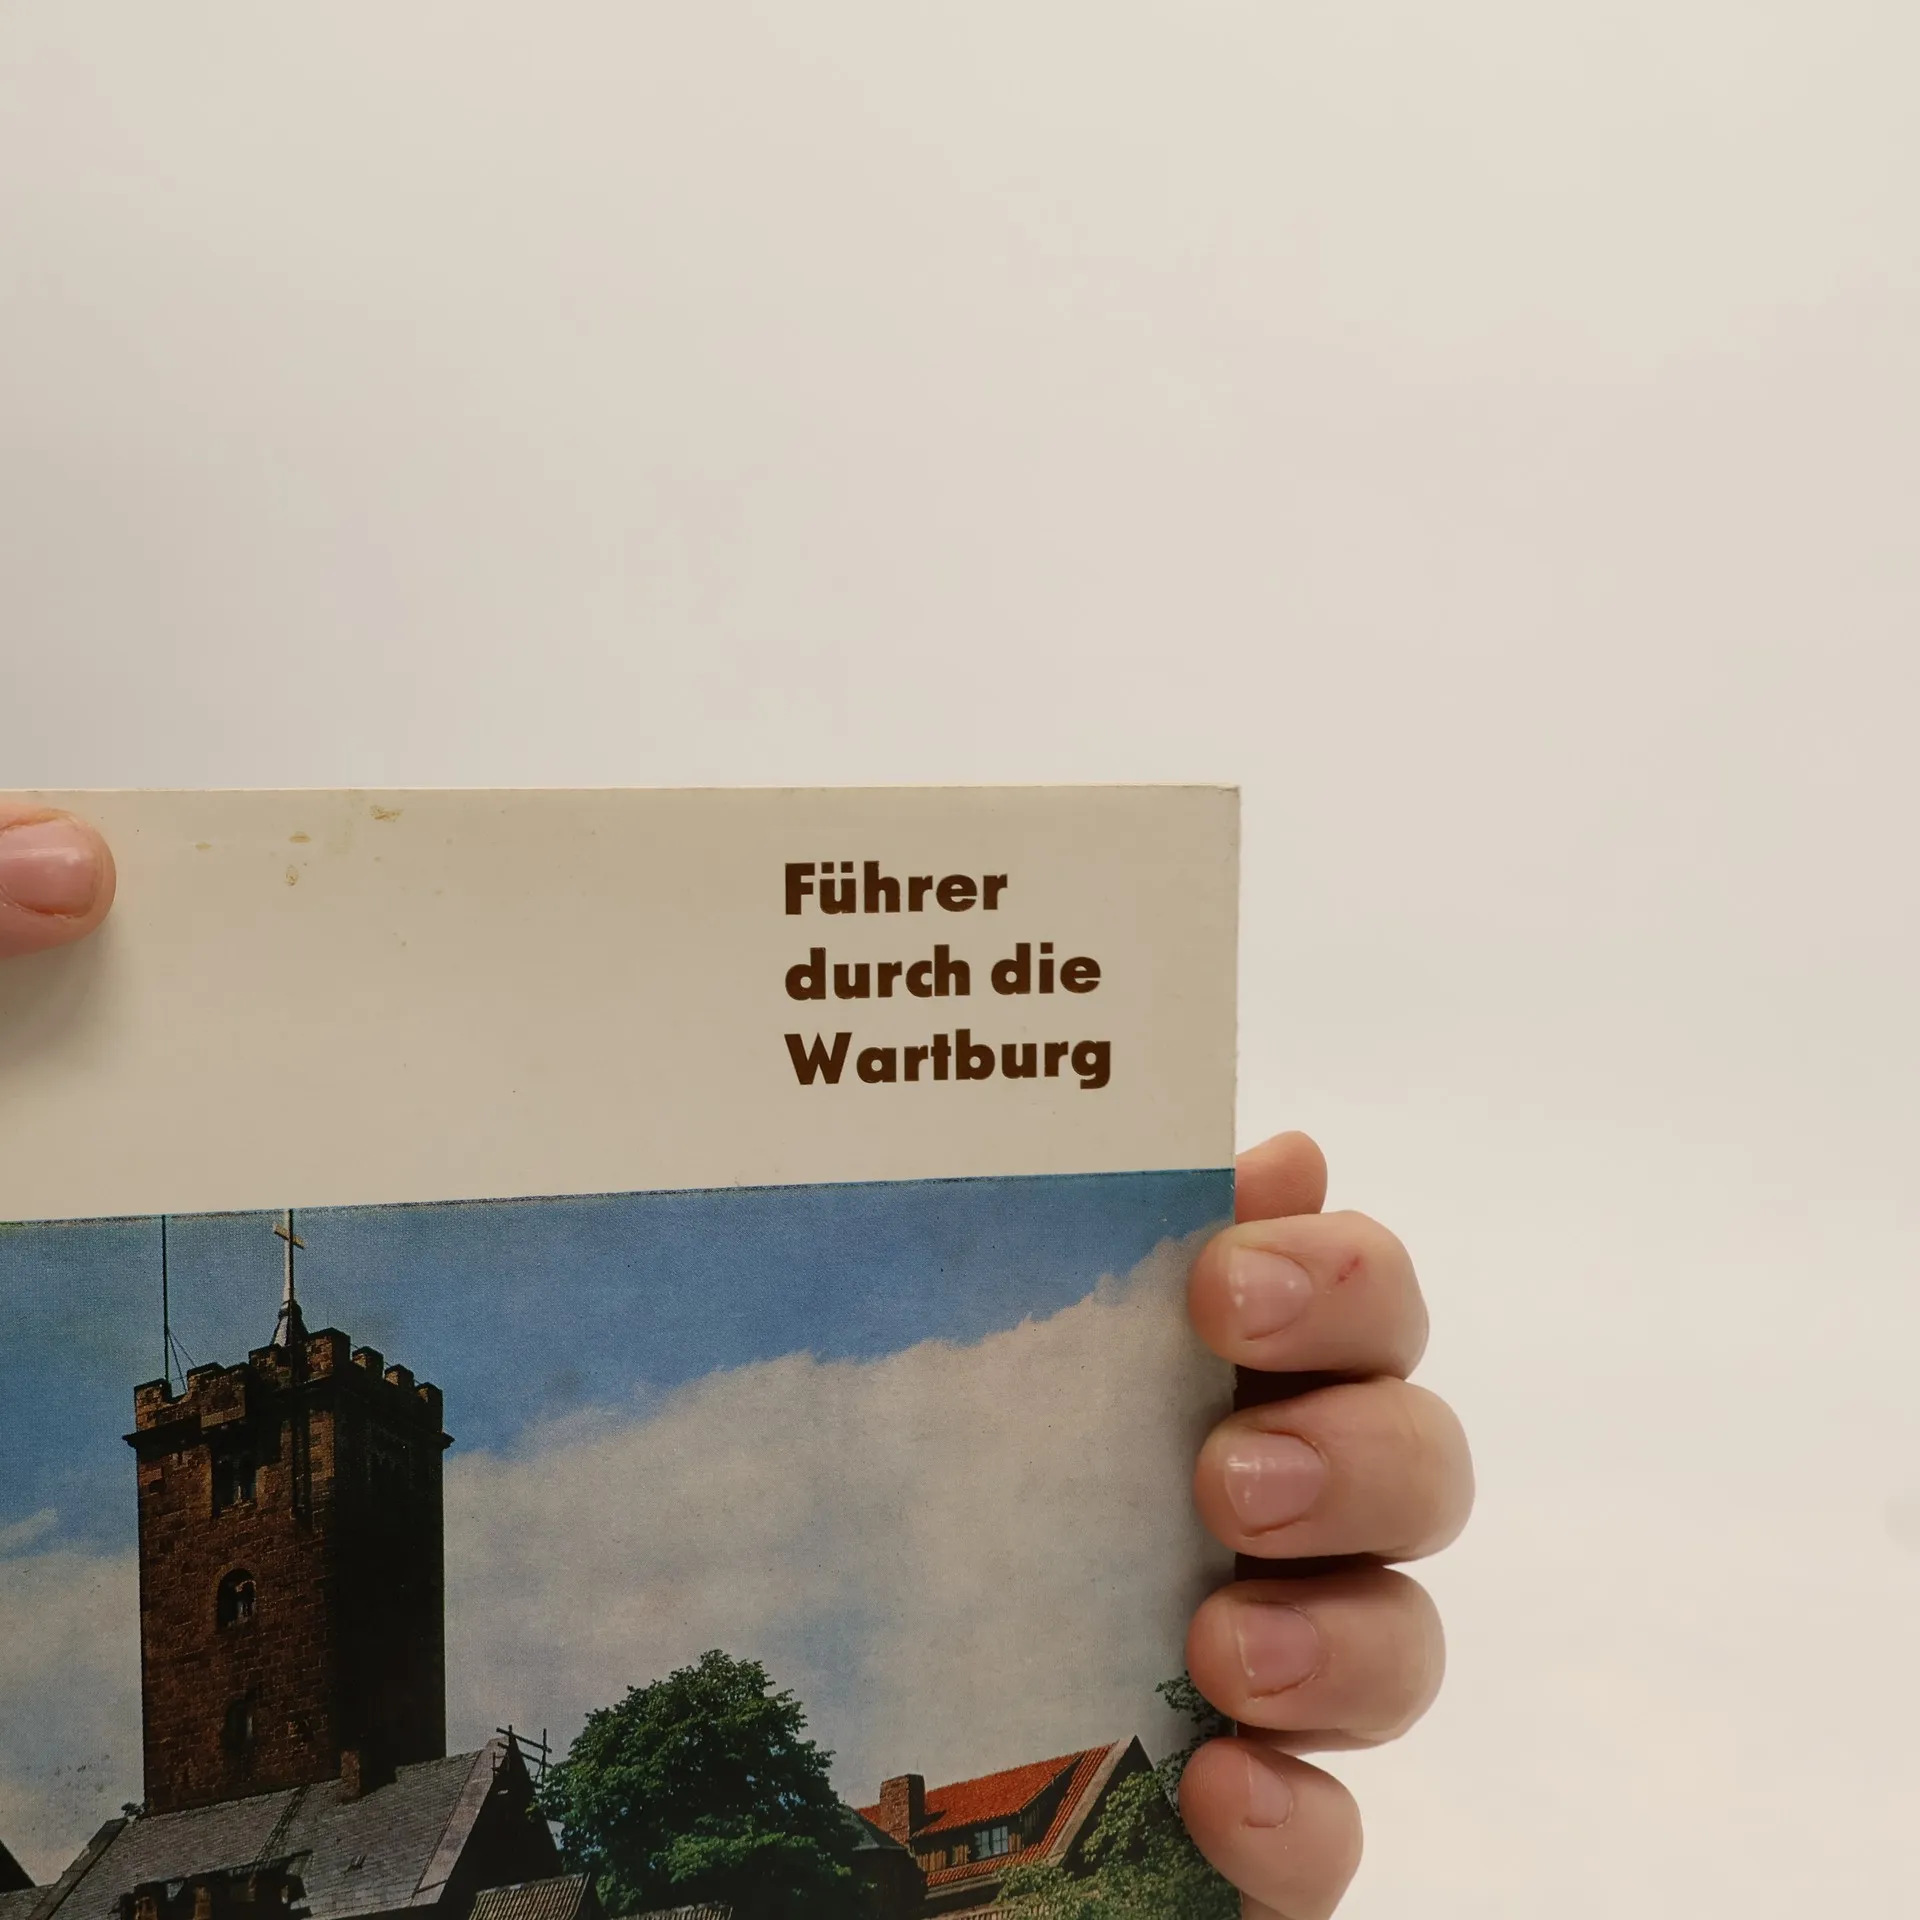 Führer
durch die
Wartburg